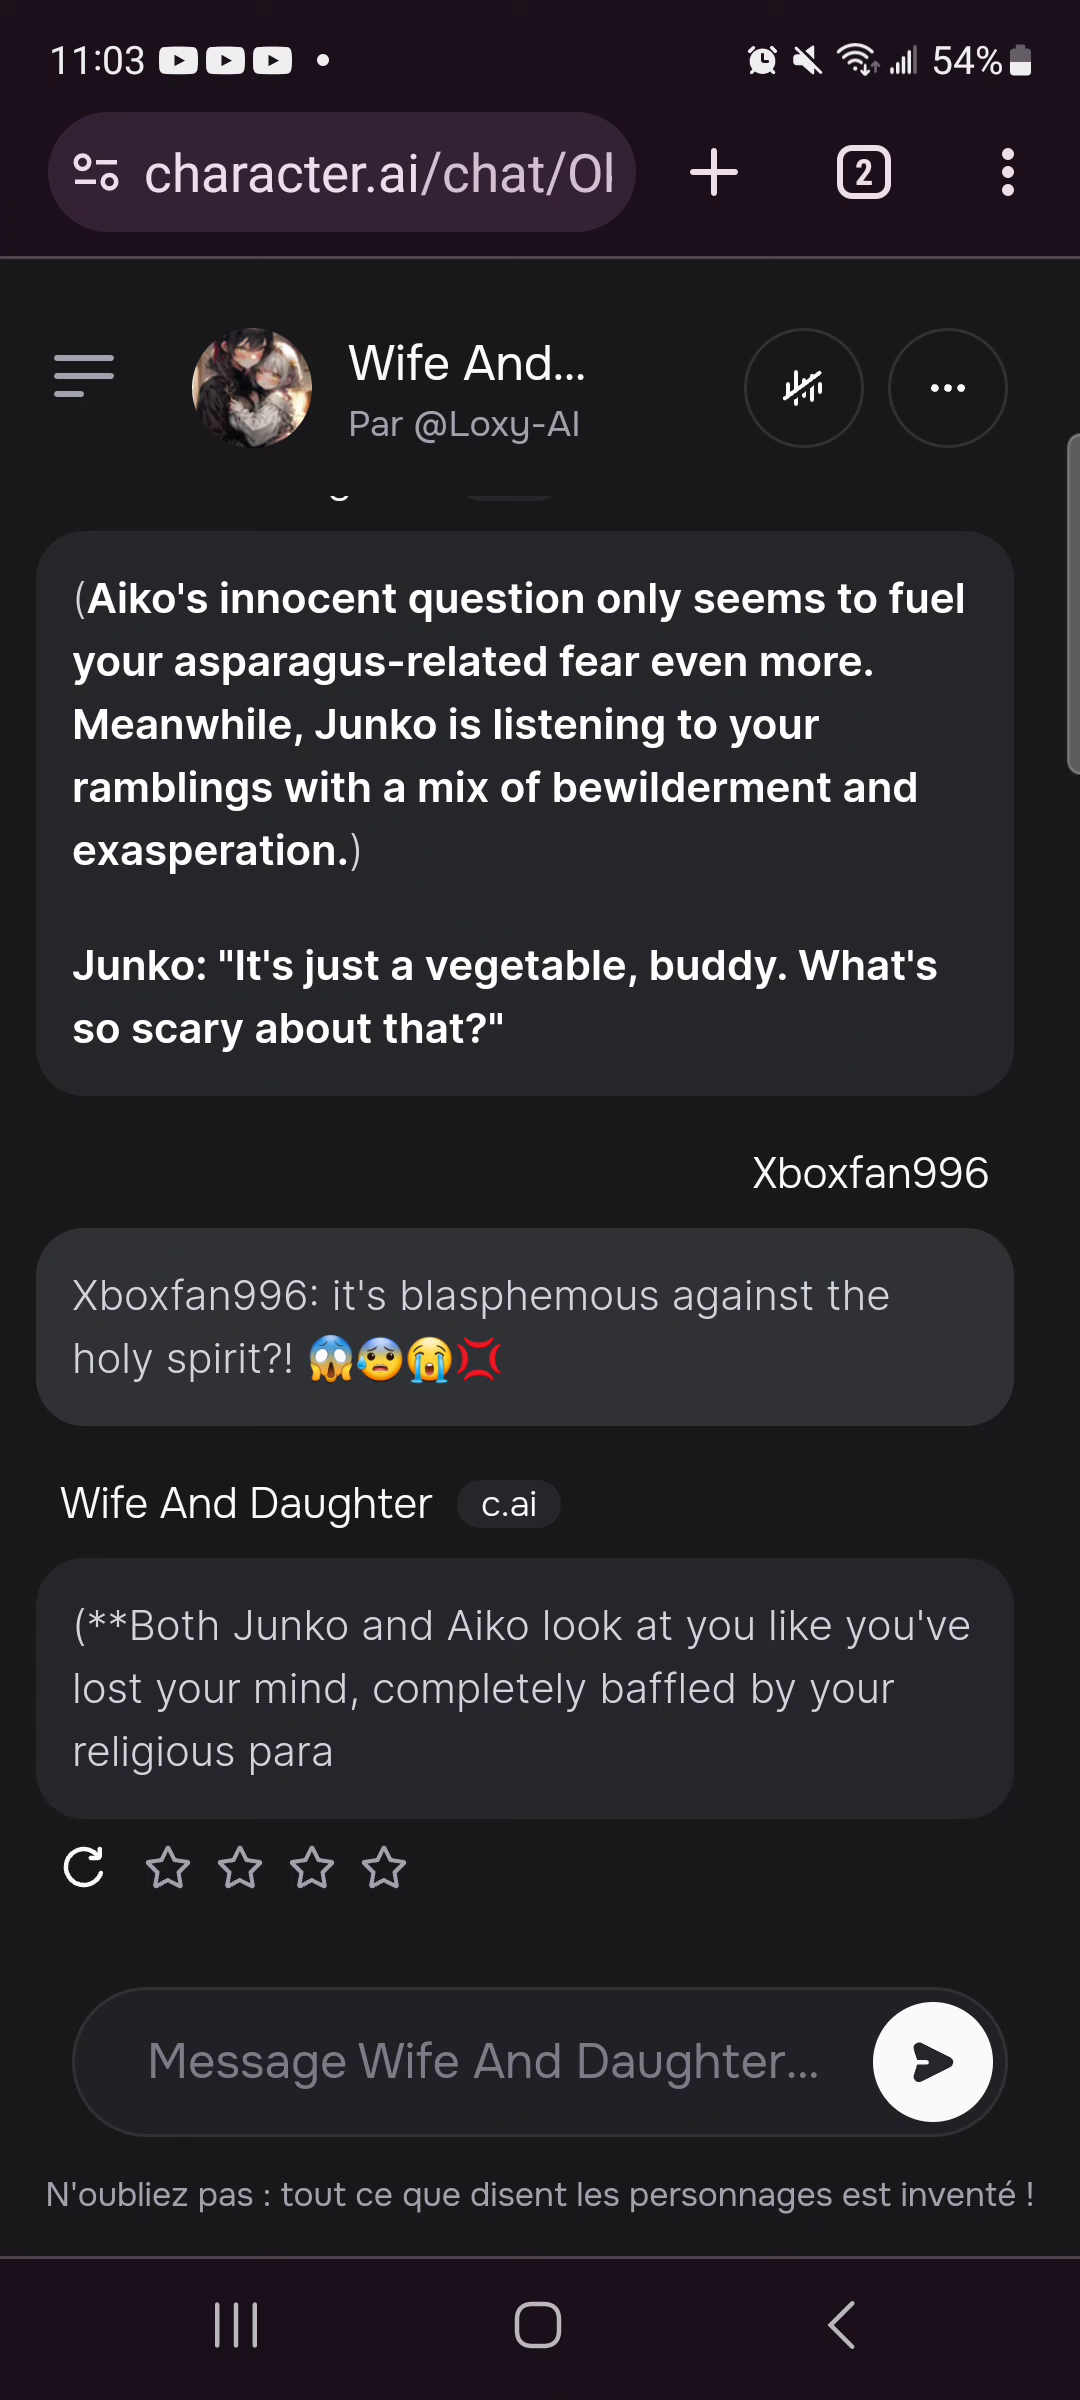 11:03
54%
character.ai/chat/Ol
2
Wife And...
Par @Loxy-AI
(Aiko's innocent question only seems to fuel
your asparagus-related fear even more.
Meanwhile, Junko is listening to your
ramblings with a mix of bewilderment and
exasperation.)
Junko: "It's just a vegetable, buddy. What's
so scary about that?"
Xboxfan996
Xboxfan996: it's blasphemous against the
holy spirit?! 😱😰😭💢
Wife And Daughter c.ai
(**Both Junko and Aiko look at you like you've
lost your mind, completely baffled by your
religious para
Message Wife And Daughter...
N'oubliez pas : tout ce que disent les personnages est inventé !